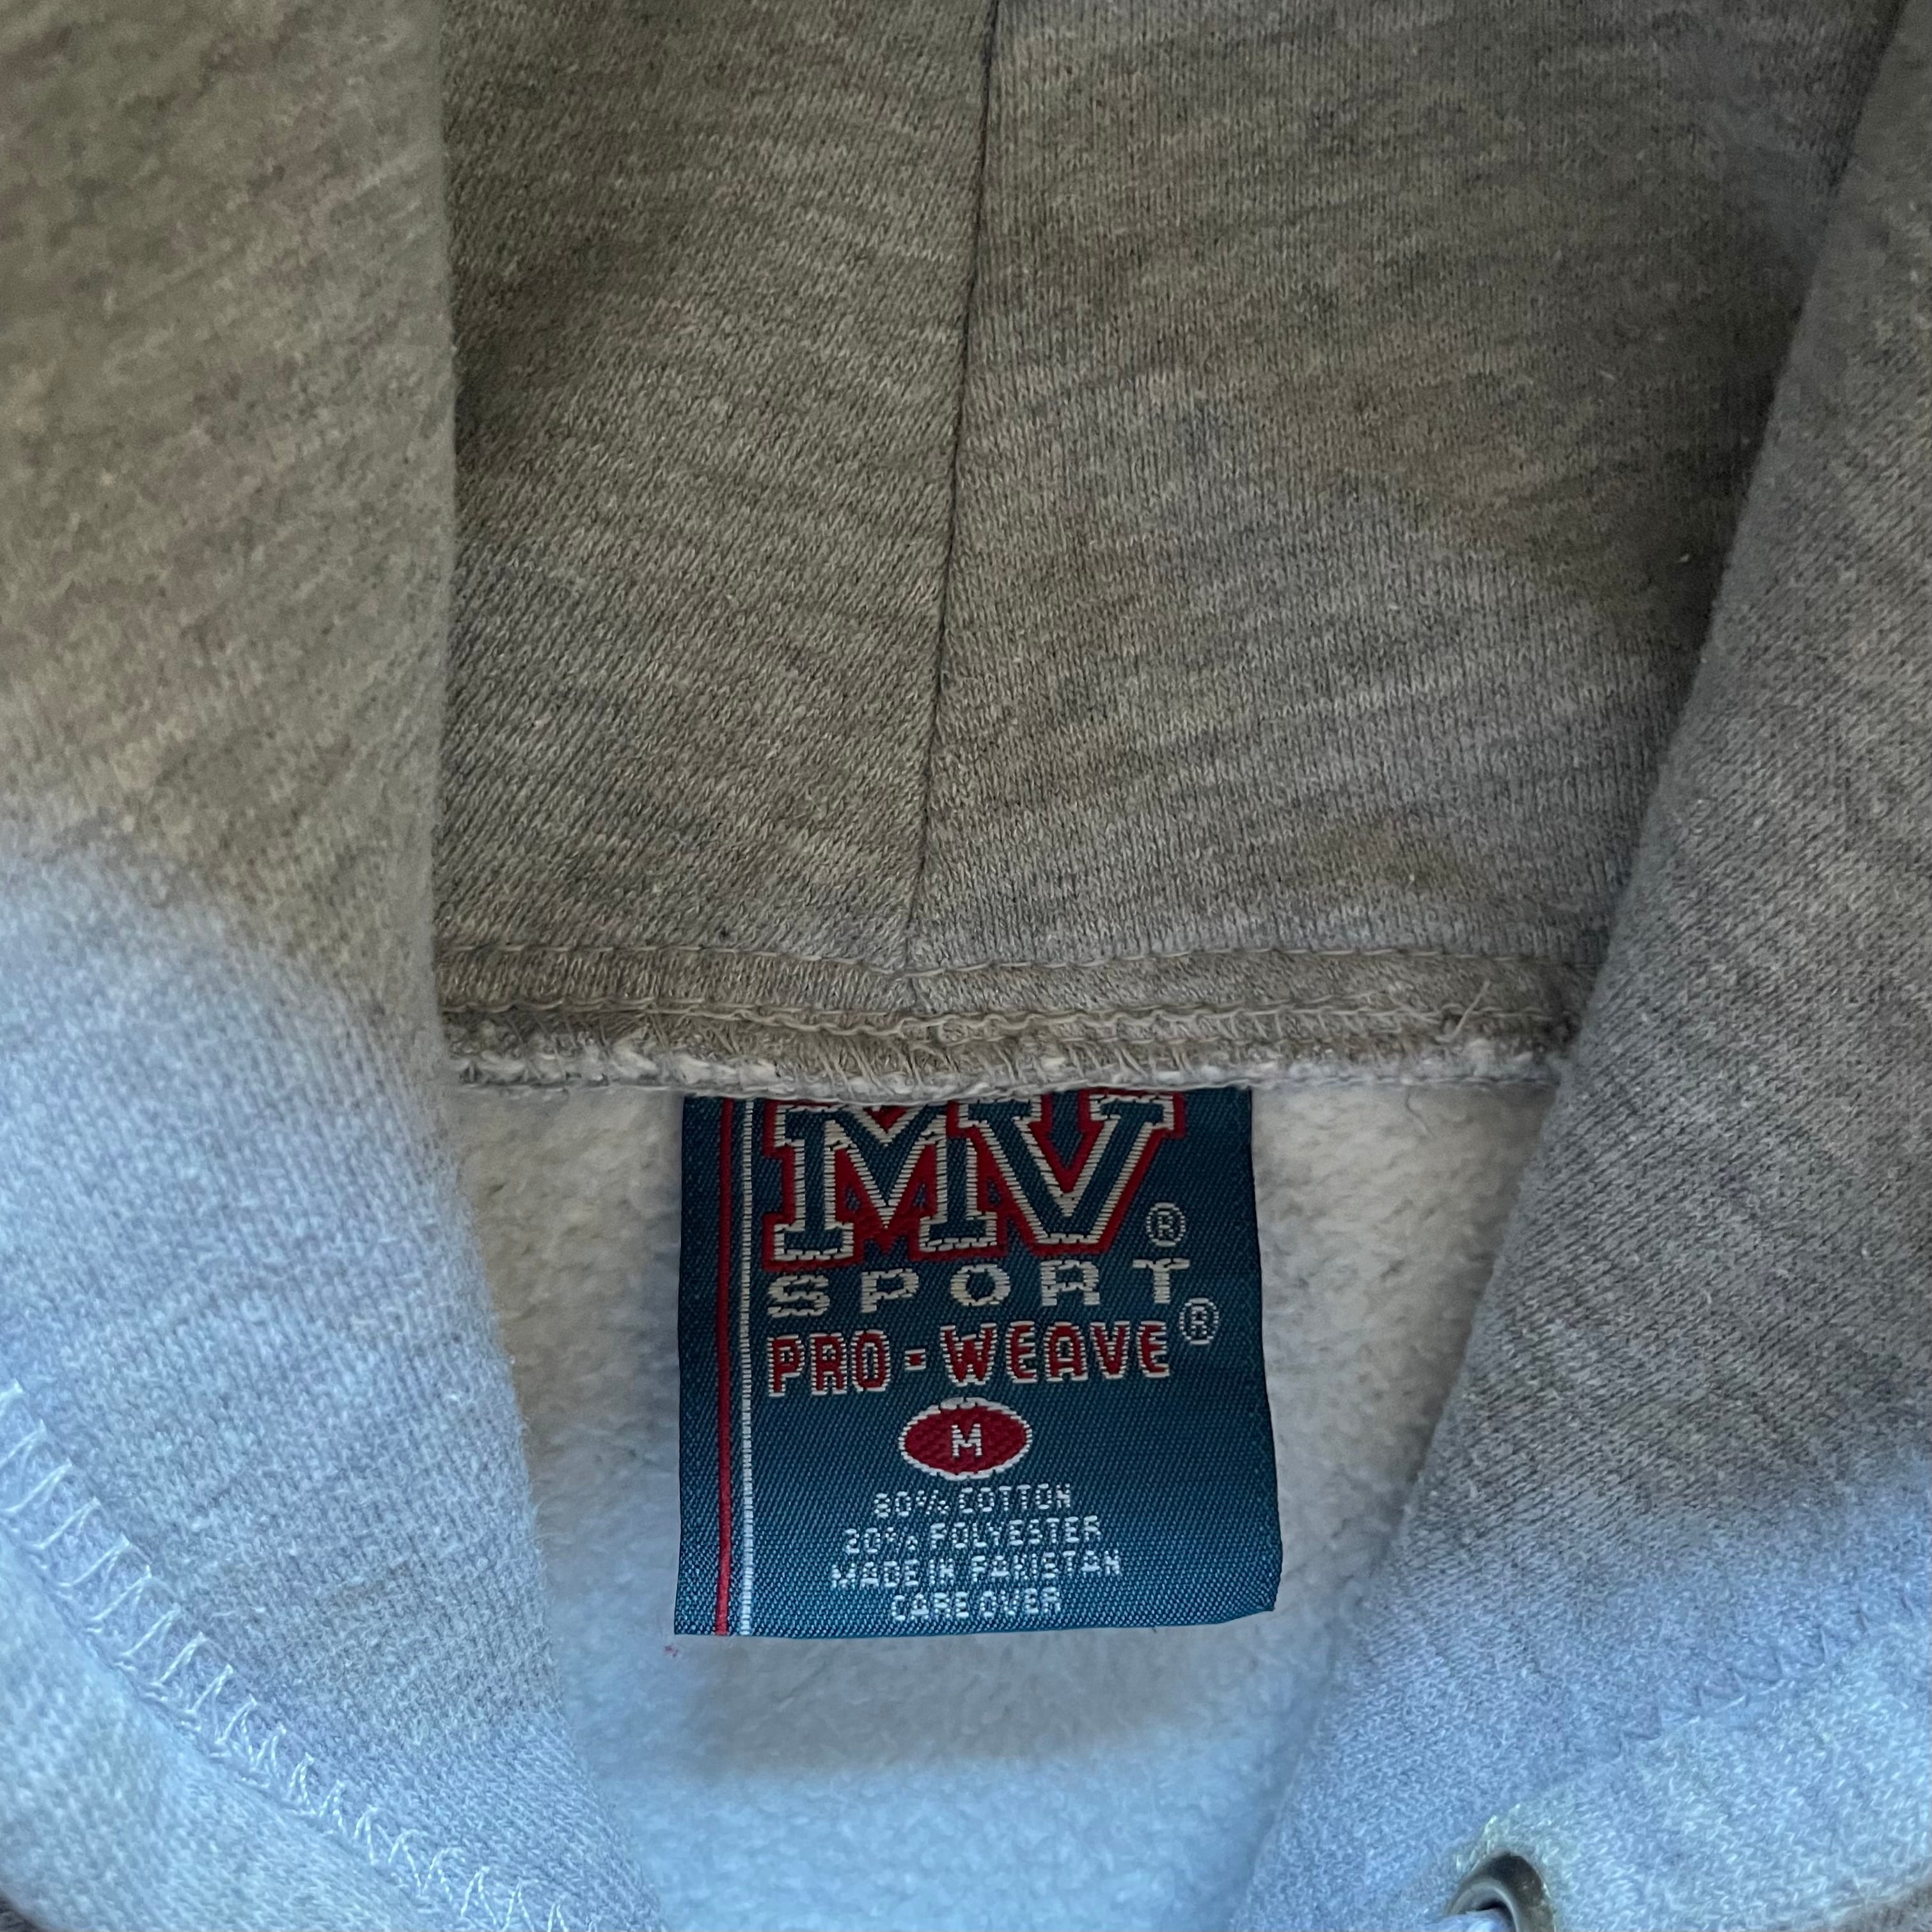 MV®
SPORT
PRO-WEAVE®
M
80% COTTON
20% POLYESTER
MADE IN PAKISTAN
CARE OVER